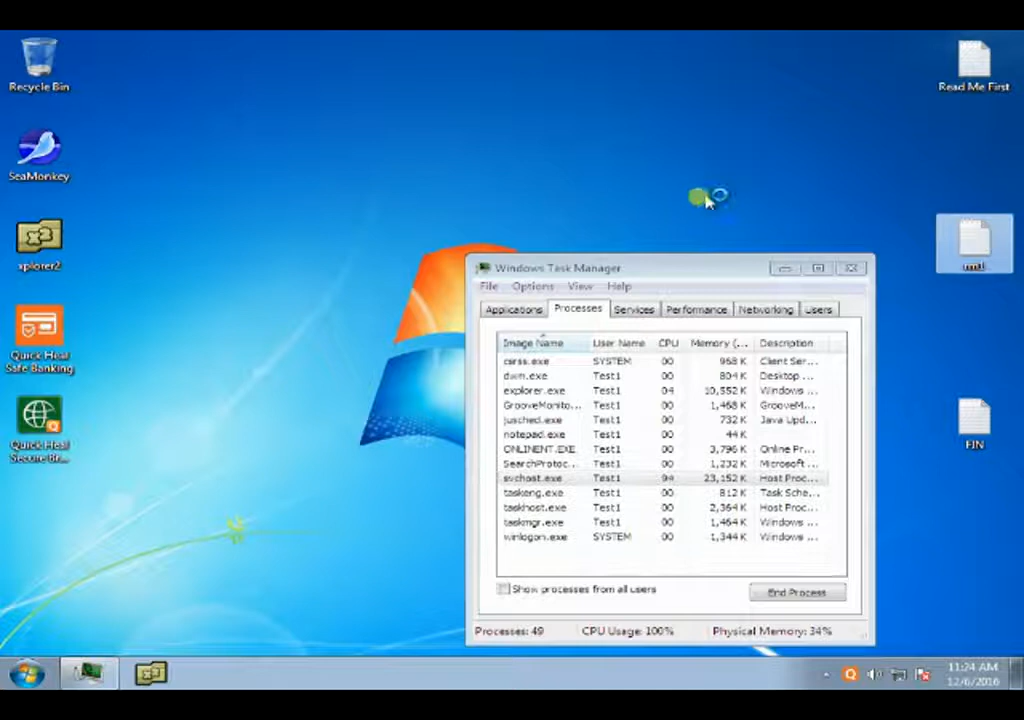 Recycle Bin
SeaMonkey
xplorer2
Quick Heal
Safe Banking
Quick Heal
Secure Br...
Read Me First
FIN
Windows Task Manager
File Options View Help
Applications Processes Services Performance Networking Users
Image Name User Name CPU Memory (... Description
csrss.exe SYSTEM 00 968 K Client Ser...
dwm.exe Test1 00 804 K Desktop ...
explorer.exe Test1 04 10,552 K Windows ...
GrooveMonito... Test1 00 1,468 K GrooveM...
jusched.exe Test1 00 732 K Java Upd...
notepad.exe Test1 00 44 K
ONLINENT.EXE Test1 00 3,796 K Online Pr...
SearchProtoc... Test1 00 1,232 K Microsoft ...
svchost.exe Test1 94 23,152 K Host Proc...
taskeng.exe Test1 00 812 K Task Sche...
taskhost.exe Test1 00 2,364 K Host Proc...
taskmgr.exe Test1 00 1,464 K Windows ...
winlogon.exe SYSTEM 00 1,344 K Windows ...
Show processes from all users
End Process
Processes: 49 CPU Usage: 100% Physical Memory: 34%
11:24 AM
12/6/2016